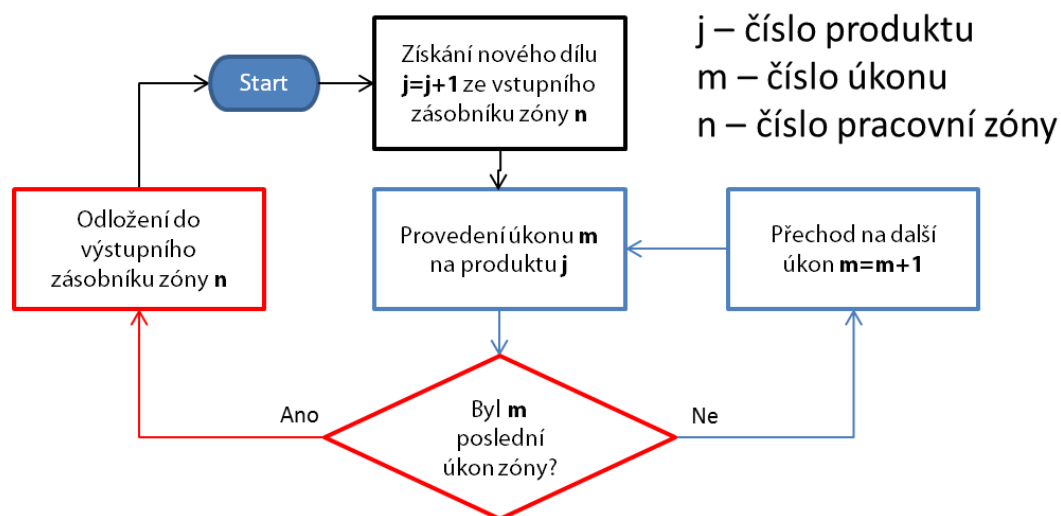 Start
Získání nového dílu
j=j+1 ze vstupního
zásobníku zóny n
j – číslo produktu
m – číslo úkonu
n – číslo pracovní zóny
Odložení do
výstupního
zásobníku zóny n
Provedení úkonu m
na produktu j
Přechod na další
úkon m=m+1
Ano
Byl m
poslední
úkon zóny?
Ne